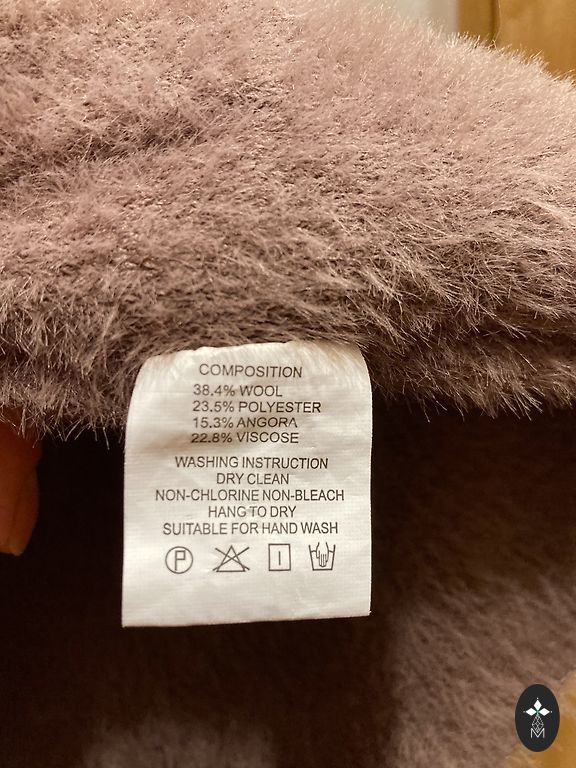 COMPOSITION
38.4% WOOL
23.5% POLYESTER
15.3% ANGORA
22.8% VISCOSE
WASHING INSTRUCTION
DRY CLEAN
NON-CHLORINE NON-BLEACH
HANG TO DRY
SUITABLE FOR HAND WASH
P
M